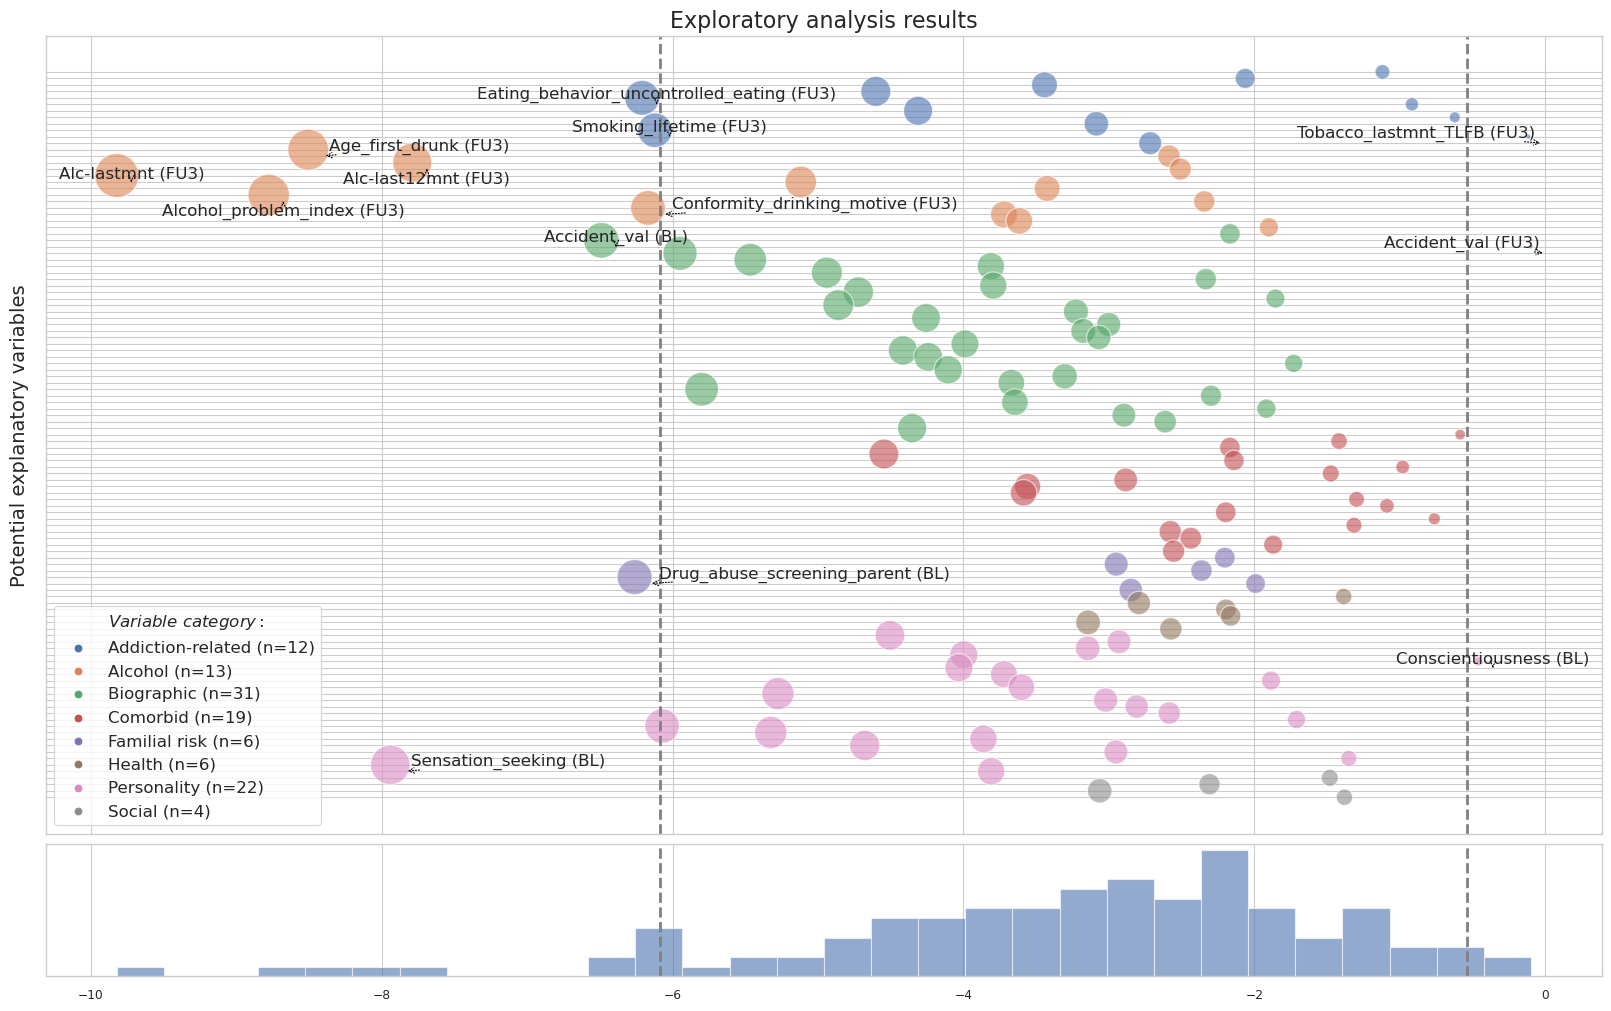 Exploratory analysis results
Eating_behavior_uncontrolled_eating (FU3)
Smoking_lifetime (FU3)
Tobacco_lastmnt_TLFB (FU3)
Age_first_drunk (FU3)
Alc-lastmnt (FU3)
Alc-last12mnt (FU3)
Conformity_drinking_motive (FU3)
Alcohol_problem_index (FU3)
Accident_val (BL)
Accident_val (FU3)
Potential explanatory variables
Drug_abuse_screening_parent (BL)
Conscientiousness (BL)
Sensation_seeking (BL)
Variable category:
Addiction-related (n=12)
Alcohol (n=13)
Biographic (n=31)
Comorbid (n=19)
Familial risk (n=6)
Health (n=6)
Personality (n=22)
Social (n=4)
−10 −8 −6 −4 −2 0